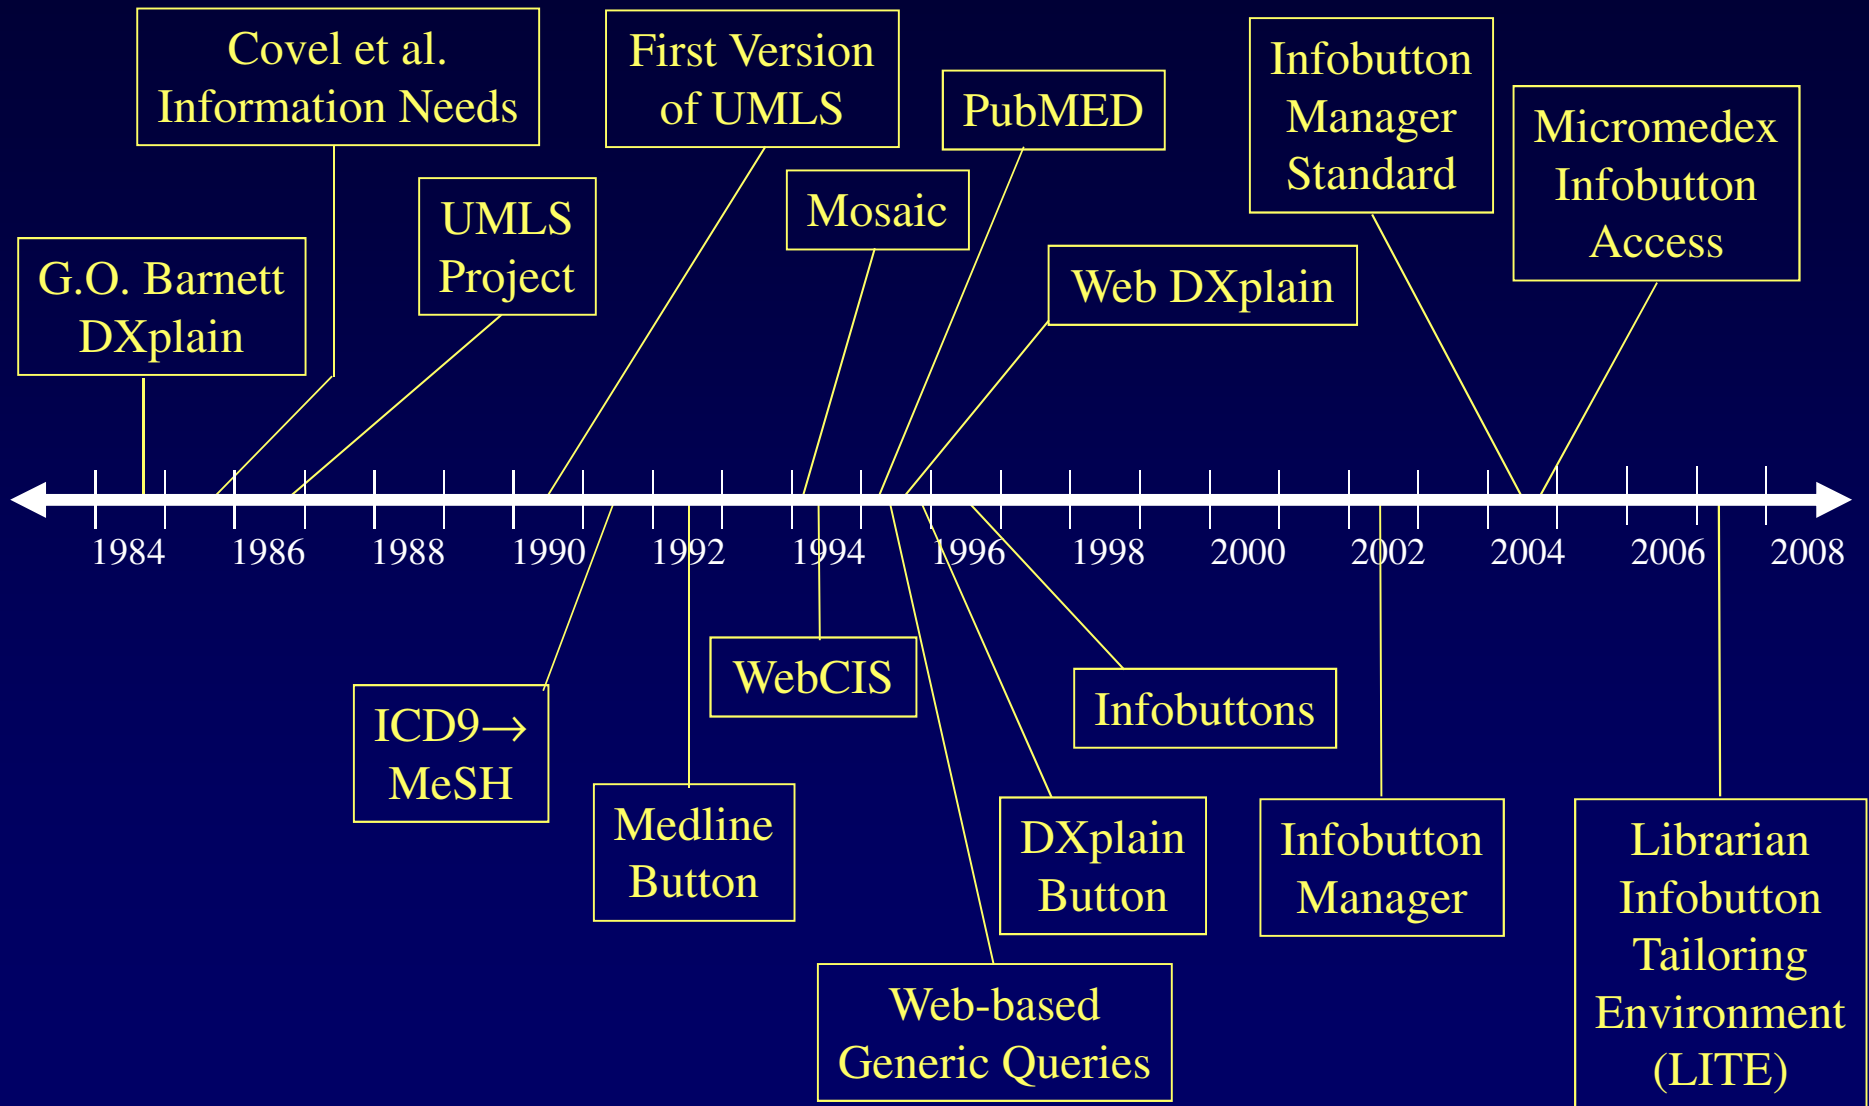 Covel et al.
Information Needs
First Version
of UMLS
PubMED
Infobutton
Manager
Standard
Micromedex
Infobutton
Access
UMLS
Project
Mosaic
G.O. Barnett
DXplain
Web DXplain
1984 1986 1988 1990 1992 1994 1996 1998 2000 2002 2004 2006 2008
ICD9→
MeSH
WebCIS
Infobuttons
Medline
Button
DXplain
Button
Infobutton
Manager
Librarian
Infobutton
Tailoring
Environment
(LITE)
Web-based
Generic Queries